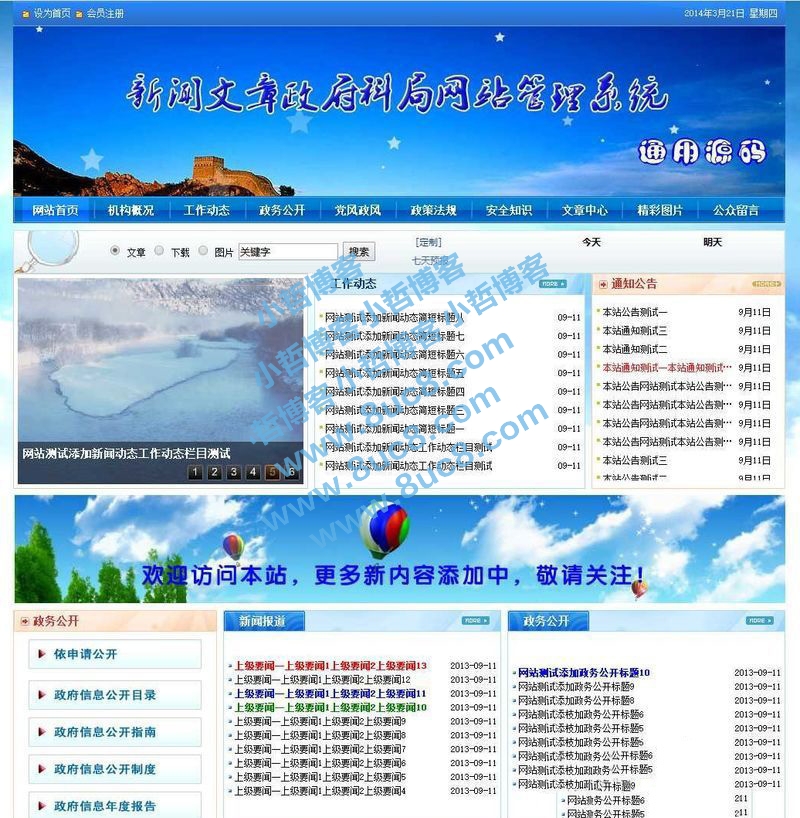 设为首页 会员注册 2014年3月21日 星期四
新闻文章政府科局网站管理系统
通用源码
网站首页 机构概况 工作动态 政务公开 党风政风 政策法规 安全知识 文章中心 精彩图片 公众留言
文章 下载 图片 关键字 搜索
[定制] 今天 明天
七天预报
工作动态 MORE
网站测试添加新闻动态简短标题八 09-11
网站测试添加新闻动态简短标题七 09-11
网站测试添加新闻动态简短标题六 09-11
网站测试添加新闻动态简短标题五 09-11
网站测试添加新闻动态简短标题四 09-11
网站测试添加新闻动态简短标题三 09-11
网站测试添加新闻动态简短标题一 09-11
网站测试添加新闻动态工作动态栏目测试 09-11
网站测试添加新闻动态工作动态栏目测试 09-11
网站测试添加新闻动态工作动态栏目测试
1 2 3 4 5 6
通知公告 MORE
本站公告测试一 9月11日
本站通知测试三 9月11日
本站通知测试二 9月11日
本站通知测试一本站通知测试… 9月11日
本站公告网站测试本站公告测… 9月11日
本站公告网站测试本站公告测… 9月11日
本站公告网站测试本站公告测… 9月11日
本站公告网站测试本站公告测… 9月11日
本站公告测试三 9月11日
本站公告测试二 9月11日
小哲博客小哲博客小哲博客
小哲博客小哲博客
www.8uc8.com
www.8uc8.com
www.8uc8.com
欢迎访问本站，更多新内容添加中，敬请关注！
政务公开
依申请公开
政府信息公开目录
政府信息公开指南
政府信息公开制度
政府信息年度报告
新闻报道 MORE
上级要闻一上级要闻1上级要闻2上级要闻13 2013-09-11
上级要闻一上级要闻1上级要闻2上级要闻12 2013-09-11
上级要闻一上级要闻1上级要闻2上级要闻11 2013-09-11
上级要闻一上级要闻1上级要闻2上级要闻10 2013-09-11
上级要闻一上级要闻1上级要闻2上级要闻9 2013-09-11
上级要闻一上级要闻1上级要闻2上级要闻8 2013-09-11
上级要闻一上级要闻1上级要闻2上级要闻7 2013-09-11
上级要闻一上级要闻1上级要闻2上级要闻6 2013-09-11
上级要闻一上级要闻1上级要闻2上级要闻5 2013-09-11
上级要闻一上级要闻1上级要闻2上级要闻4 2013-09-11
政务公开 MORE
网站测试添加政务公开标题10 2013-09-11
网站测试添加政务公开标题9 2013-09-11
网站测试添加政务公开标题8 2013-09-11
网站测试添枝加政务公开标题6 2013-09-11
网站测试添枝加政务公开标题5 2013-09-11
网站测试添枝加政务公开标题5 2013-09-11
网站测试添枝加政务公开标题6 2013-09-11
网站测试添枝加政务公开标题5 2013-09-11
网站测试添 公开标题9 2013-09-11
网站政务公开标题6 211
网站政务公开标题5 211